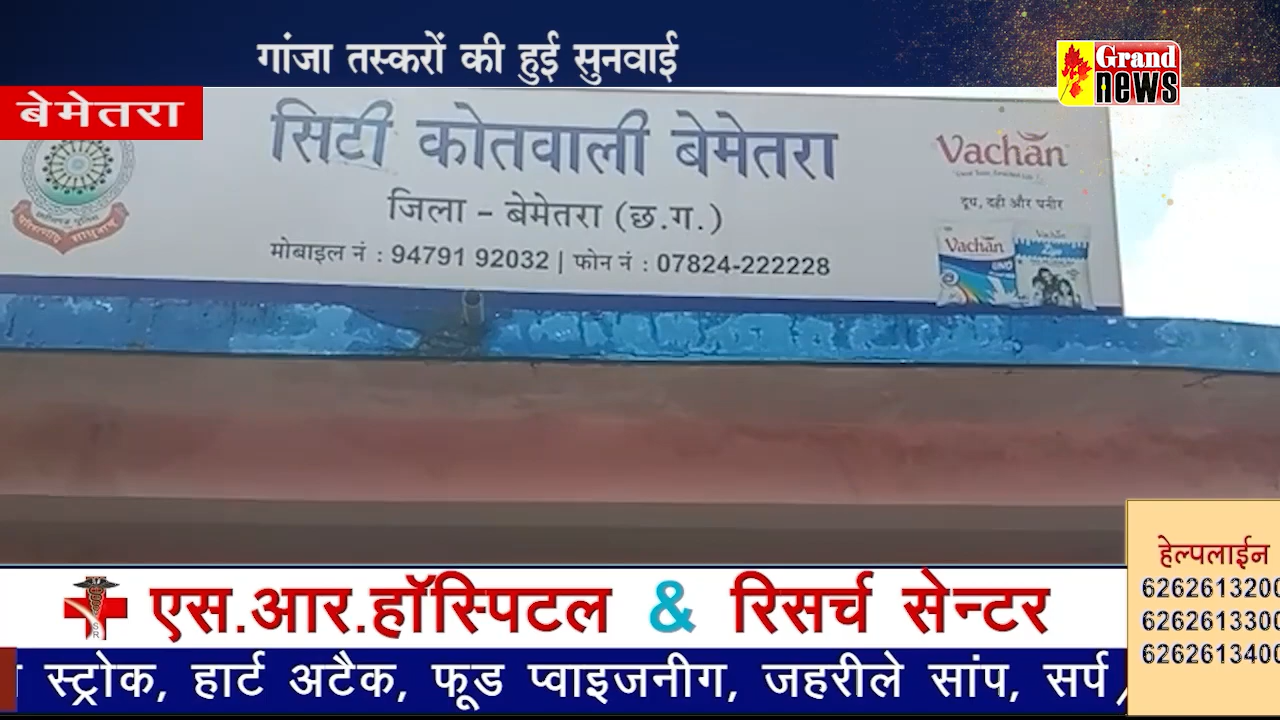 गांजा तस्करों की हुई सुनवाई
Grand
news
बेमेतरा
सिटी कोतवाली बेमेतरा
जिला - बेमेतरा (छ.ग.)
मोबाइल नं : 94791 92032 | फोन नं : 07824-222228
Vachan
दूध, दही और पनीर
Vachan
Vachan
हेल्पलाईन
6262613200
6262613300
6262613400
एस.आर.हॉस्पिटल & रिसर्च सेन्टर
स्ट्रोक, हार्ट अटैक, फूड प्वाइजनीग, जहरीले सांप, सर्प